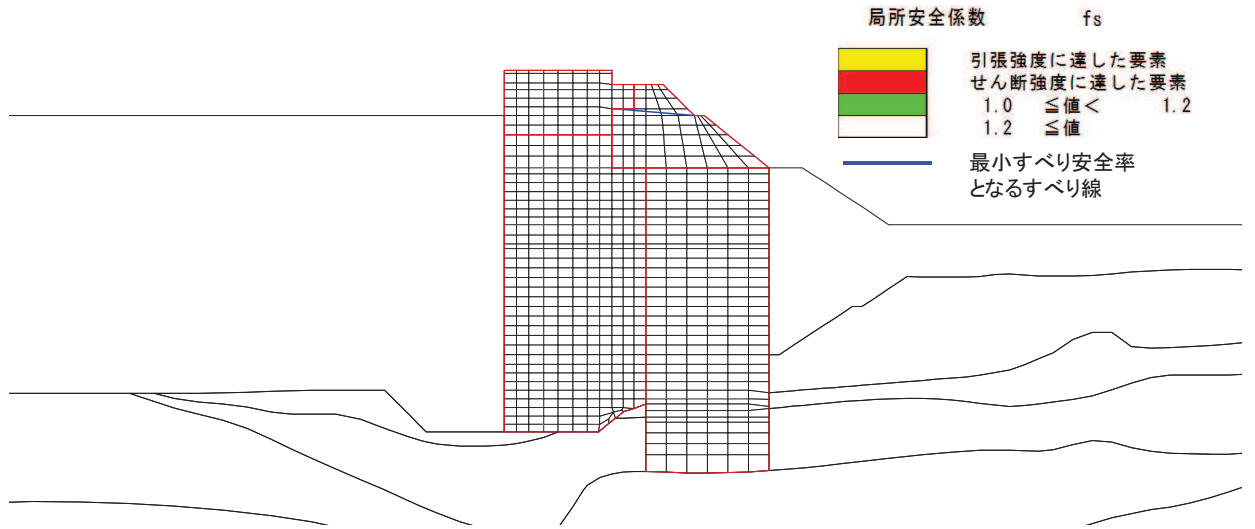 局所安全係数 fs
引張強度に達した要素
せん断強度に達した要素
1.0 ≦値< 1.2
1.2 ≦値
最小すべり安全率
となるすべり線